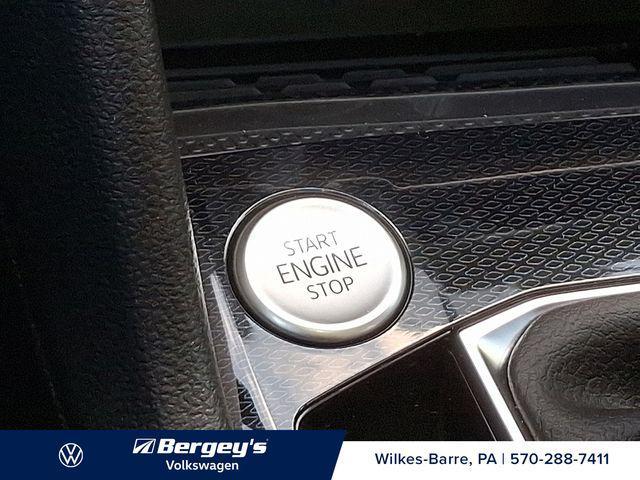 START
ENGINE
STOP
Bergey's
Volkswagen
Wilkes-Barre, PA | 570-288-7411